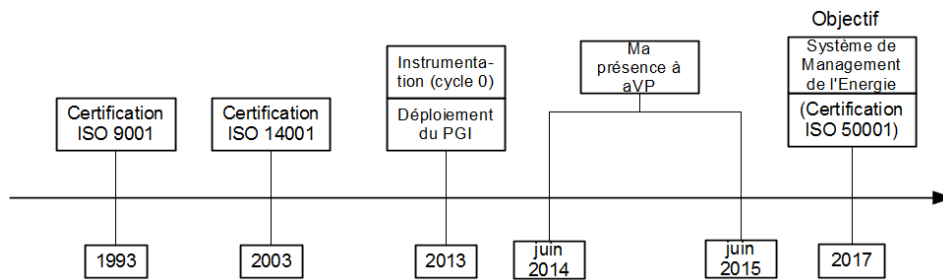 Objectif
Certification
ISO 9001
Certification
ISO 14001
Instrumenta-
tion (cycle 0)
Déploiement
du PGI
Ma
présence à
aVP
Système de
Management
de l'Energie
(Certification
ISO 50001)
1993
2003
2013
juin
2014
juin
2015
2017